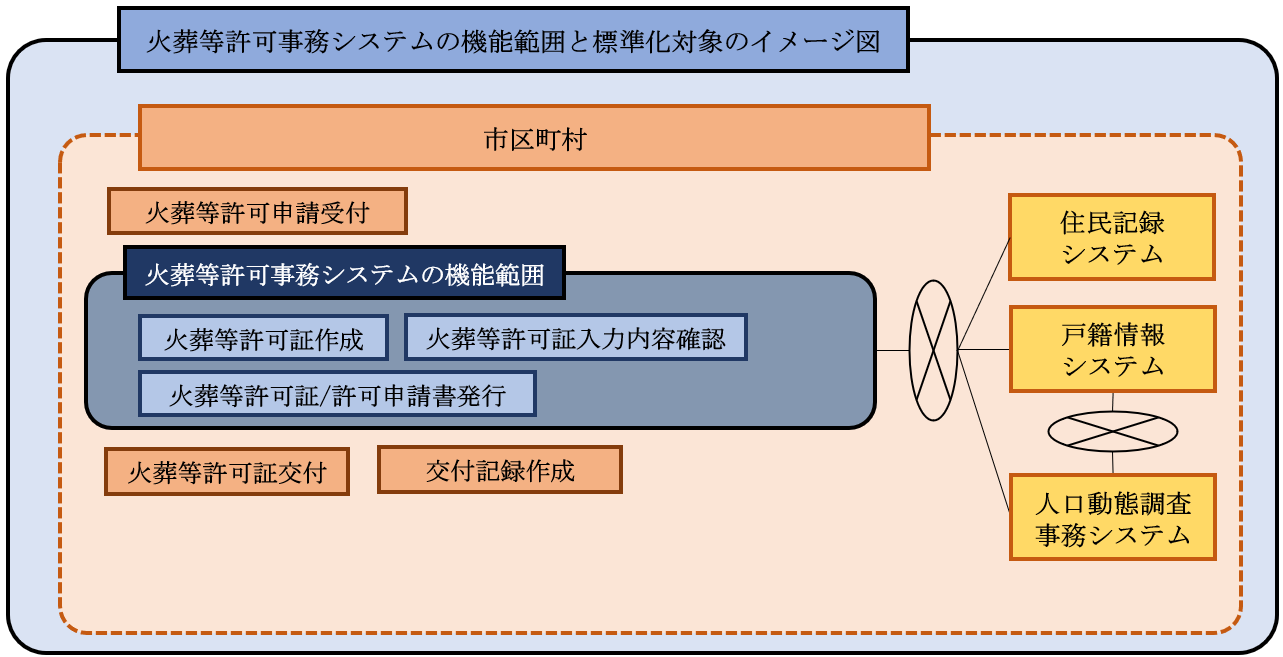 火葬等許可事務システムの機能範囲と標準化対象のイメージ図
市区町村
火葬等許可申請受付
火葬等許可事務システムの機能範囲
火葬等許可証作成
火葬等許可証入力内容確認
火葬等許可証/許可申請書発行
火葬等許可証交付
交付記録作成
住民記録
システム
戸籍情報
システム
人口動態調査
事務システム